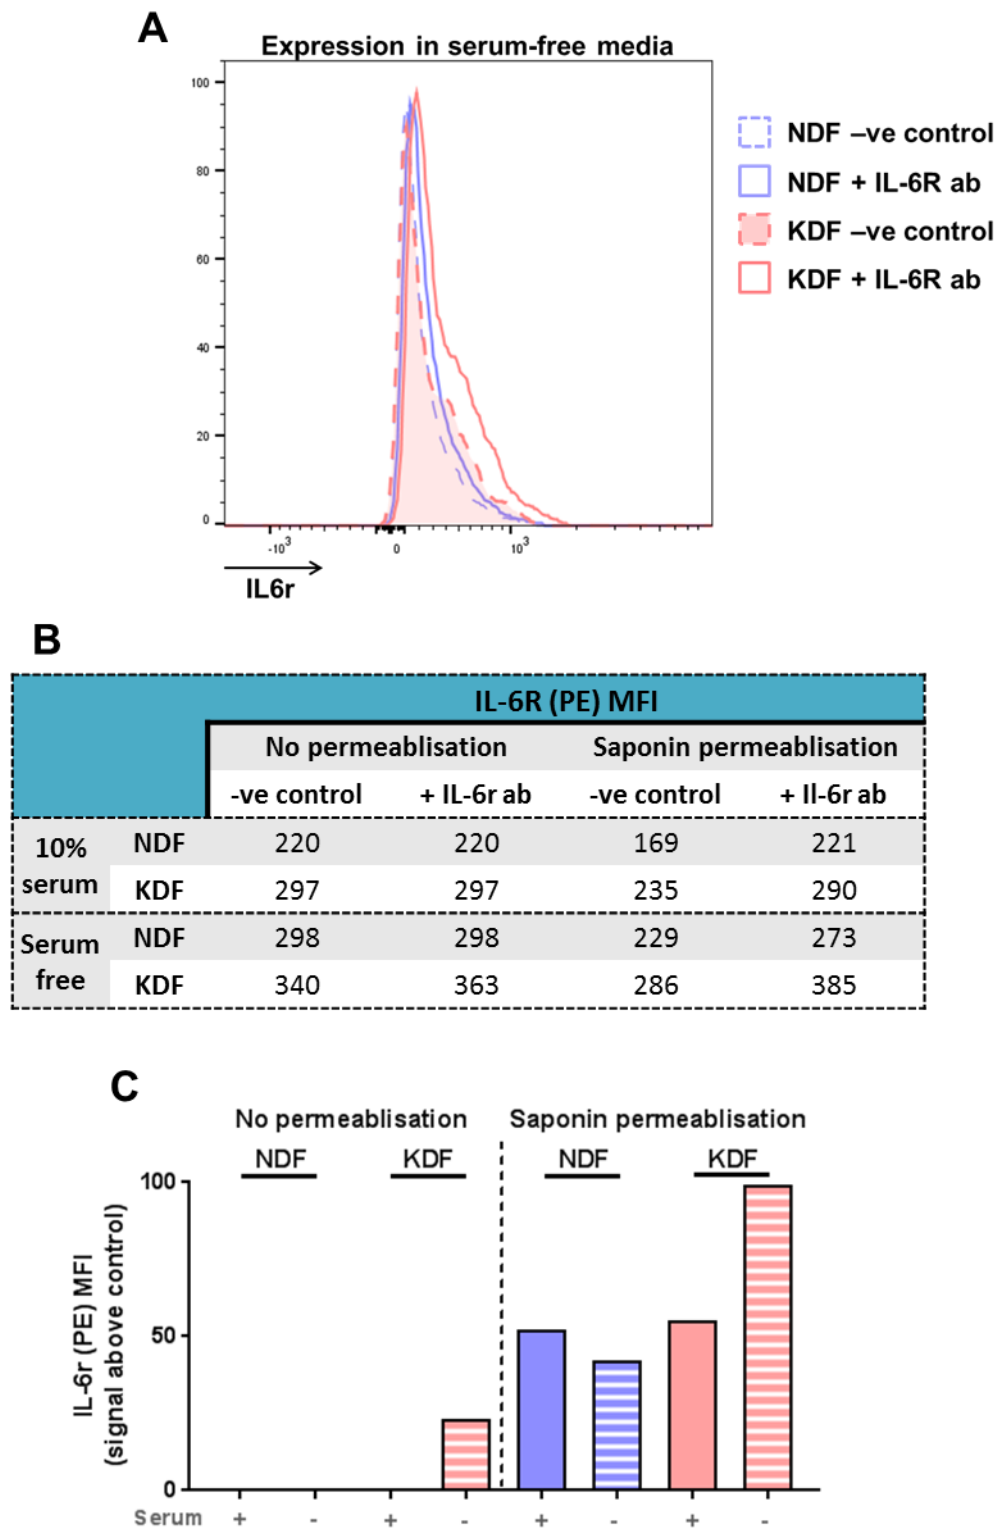 A
Expression in serum-free media
100
80
60
40
20
0
-10³
0
10³
IL6r
NDF –ve control
NDF + IL-6R ab
KDF –ve control
KDF + IL-6R ab
B
IL-6R (PE) MFI
No permeablisation Saponin permeablisation
-ve control + IL-6r ab -ve control + Il-6r ab
10% serum NDF 220 220 169 221
KDF 297 297 235 290
Serum free NDF 298 298 229 273
KDF 340 363 286 385
C
No permeablisation Saponin permeablisation
NDF KDF NDF KDF
IL-6r (PE) MFI
(signal above control)
100
50
0
Serum + - + - + - + -